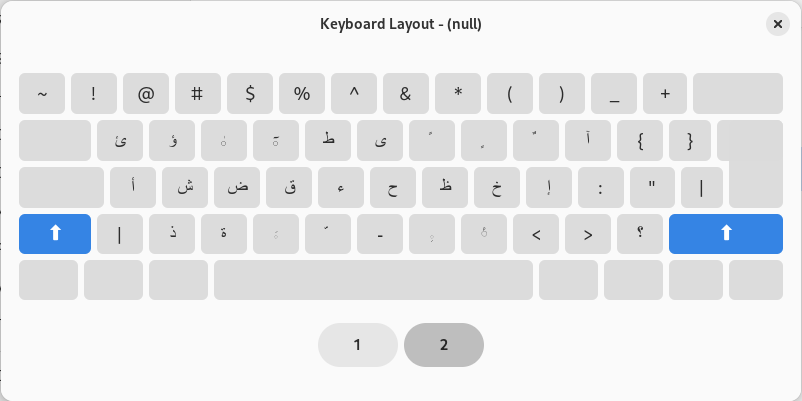 Keyboard Layout - (null)
~ ! @ # $ % ^ & * ( ) _ +
ئ ؤ ط ى آ { }
أ ش ض ق ء ح ظ خ إ : " |
| ذ ة - < > ؟
1 2